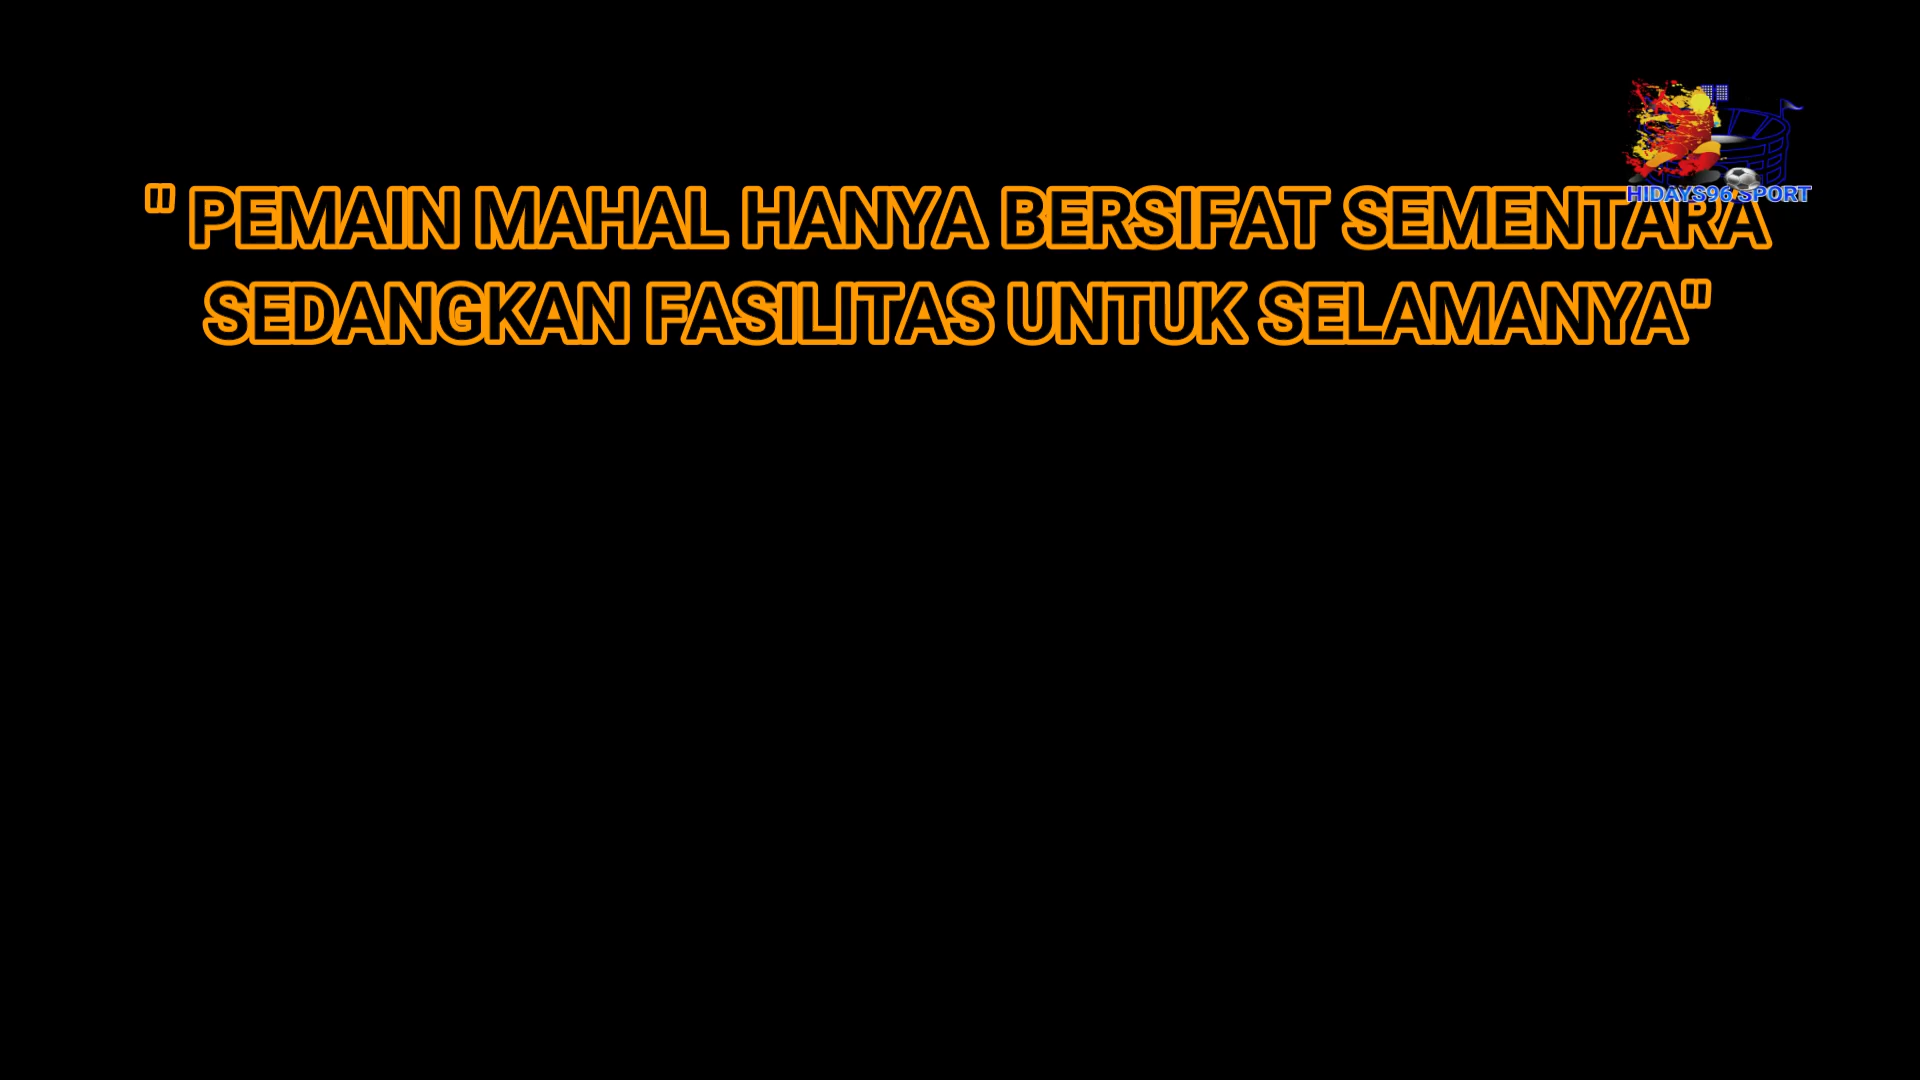 HIDAYS96 SPORT
" PEMAIN MAHAL HANYA BERSIFAT SEMENTARA
SEDANGKAN FASILITAS UNTUK SELAMANYA"